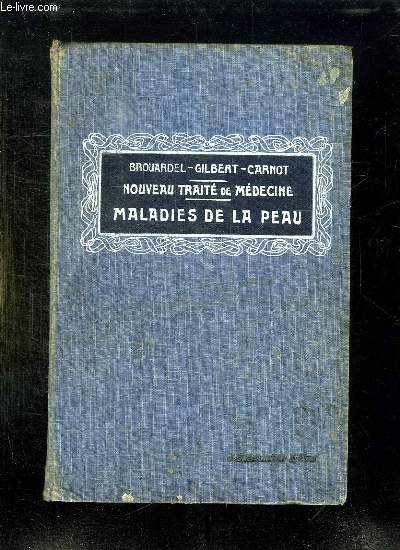 Le-livre.com
BROUARDEL-GILBERT-CARNOT
NOUVEAU TRAITÉ DE MÉDECINE
MALADIES DE LA PEAU